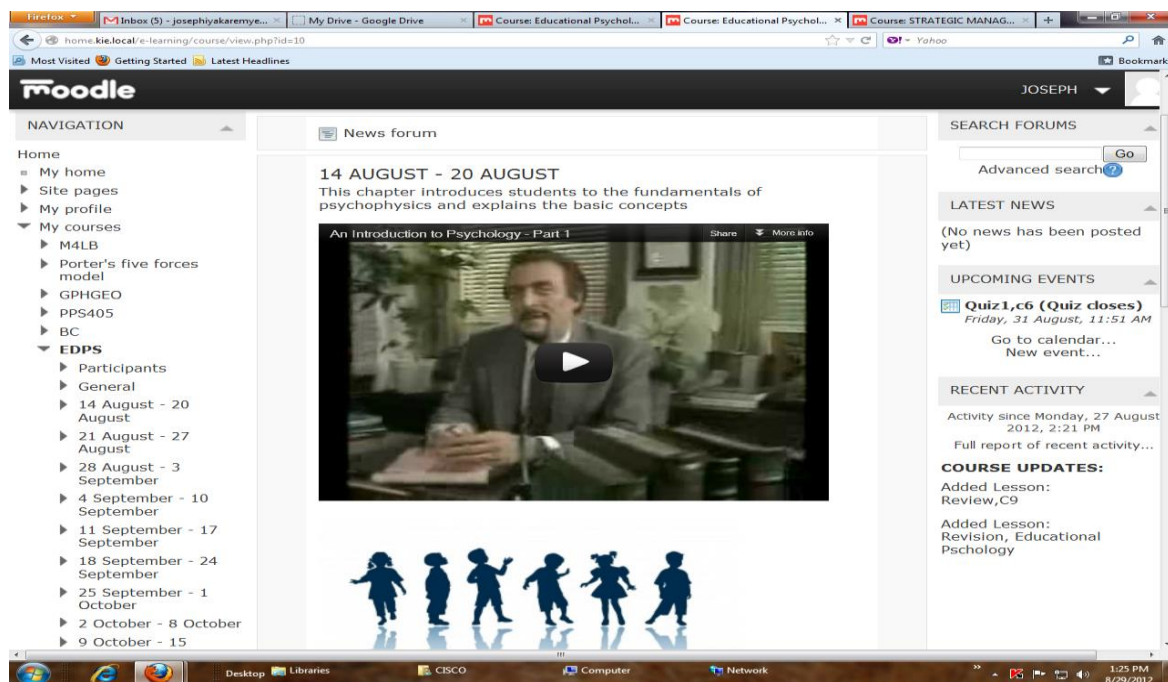 Firefox
Inbox (5) - josephiyakaremye...
My Drive - Google Drive
Course: Educational Psychol...
Course: Educational Psychol...
Course: STRATEGIC MANAG...
home.kie.local/e-learning/course/view.php?id=10
Yahoo
Most Visited
Getting Started
Latest Headlines
Bookmark
moodle
JOSEPH
NAVIGATION
Home
My home
Site pages
My profile
My courses
M4LB
Porter's five forces
model
GPHGEO
PPS405
BC
EDPS
Participants
General
14 August - 20
August
21 August - 27
August
28 August - 3
September
4 September - 10
September
11 September - 17
September
18 September - 24
September
25 September - 1
October
2 October - 8 October
9 October - 15
News forum
14 AUGUST - 20 AUGUST
This chapter introduces students to the fundamentals of
psychophysics and explains the basic concepts
An Introduction to Psychology - Part 1
Share
More info
SEARCH FORUMS
Go
Advanced search
LATEST NEWS
(No news has been posted
yet)
UPCOMING EVENTS
Quiz1,c6 (Quiz closes)
Friday, 31 August, 11:51 AM
Go to calendar...
New event...
RECENT ACTIVITY
Activity since Monday, 27 August
2012, 2:21 PM
Full report of recent activity...
COURSE UPDATES:
Added Lesson:
Review,C9
Added Lesson:
Revision, Educational
Pschology
Desktop
Libraries
CISCO
Computer
Network
1:25 PM
8/29/2012